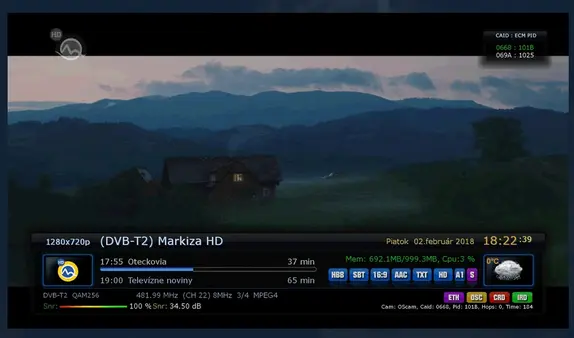 HD
CAID : ECM PID
0668 : 101B
069A : 1025
1280x720p (DVB-T2) Markiza HD Piatok 02.február 2018 18:22:39
17:55 Oteckovia 37 min
19:00 Televízne noviny 65 min
Mem: 692.1MB/999.3MB, Cpu:3 %
HBB SBT 16:9 AAC TXT HD A1 S
0°C
DVB-T2 QAM256 481.99 MHz (CH 22) 8MHz 3/4 MPEG4
ETH OSC CRD IRD
Snr: 100 % Snr: 34.50 dB
Cam: OScam, Caid: 0668, Pid: 101B, Hops: 0, Time: 104